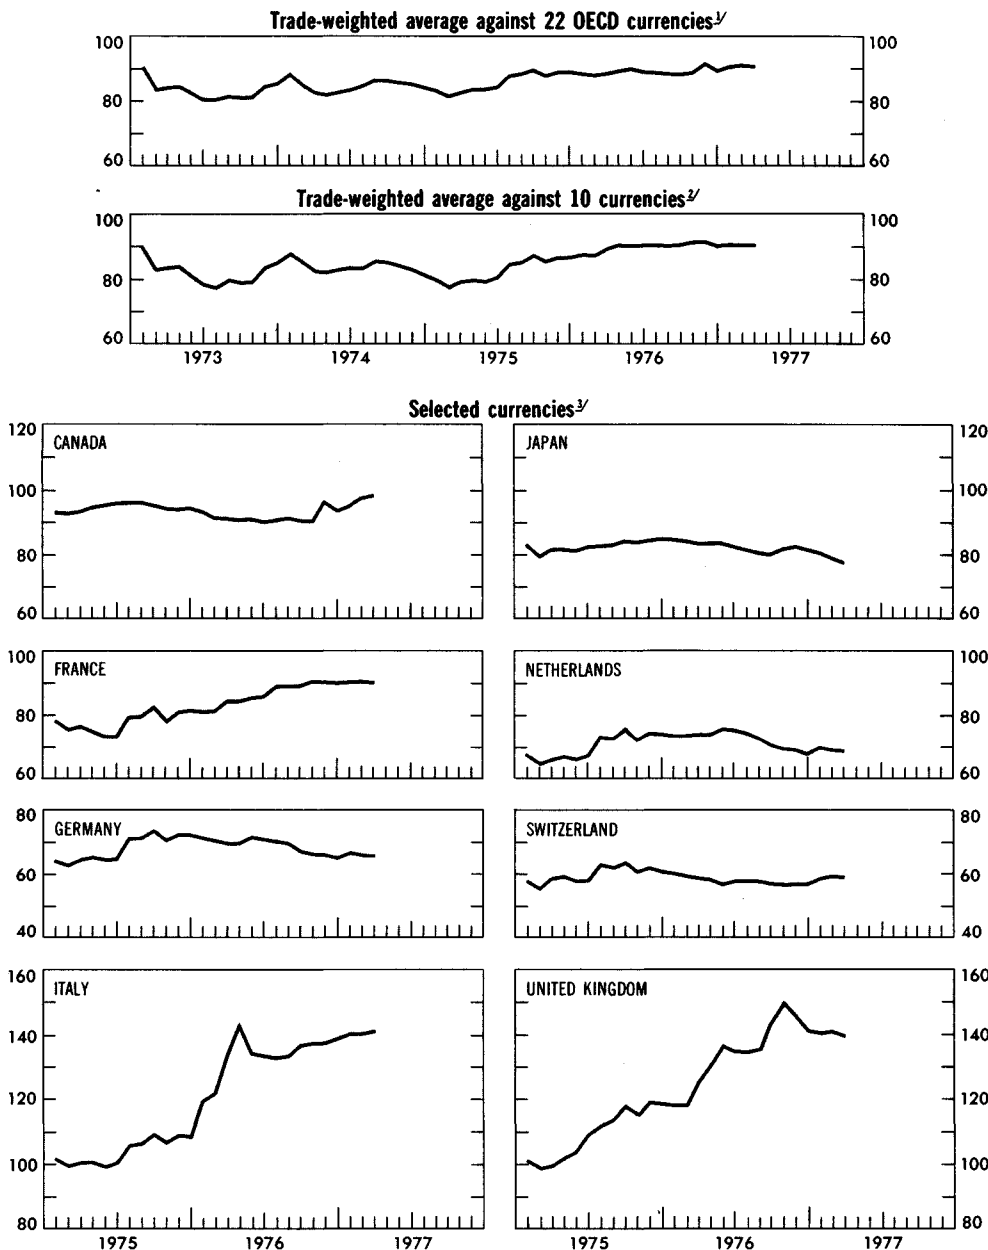 Trade-weighted average against 22 OECD currencies1/
100 100
80 80
60 60
Trade-weighted average against 10 currencies2/
100 100
80 80
60 60
1973 1974 1975 1976 1977
Selected currencies3/
120 CANADA JAPAN 120
100 100
80 80
60 60
100 FRANCE NETHERLANDS 100
80 80
60 60
80 GERMANY SWITZERLAND 80
60 60
40 40
160 ITALY UNITED KINGDOM 160
140 140
120 120
100 100
80 80
1975 1976 1977 1975 1976 1977